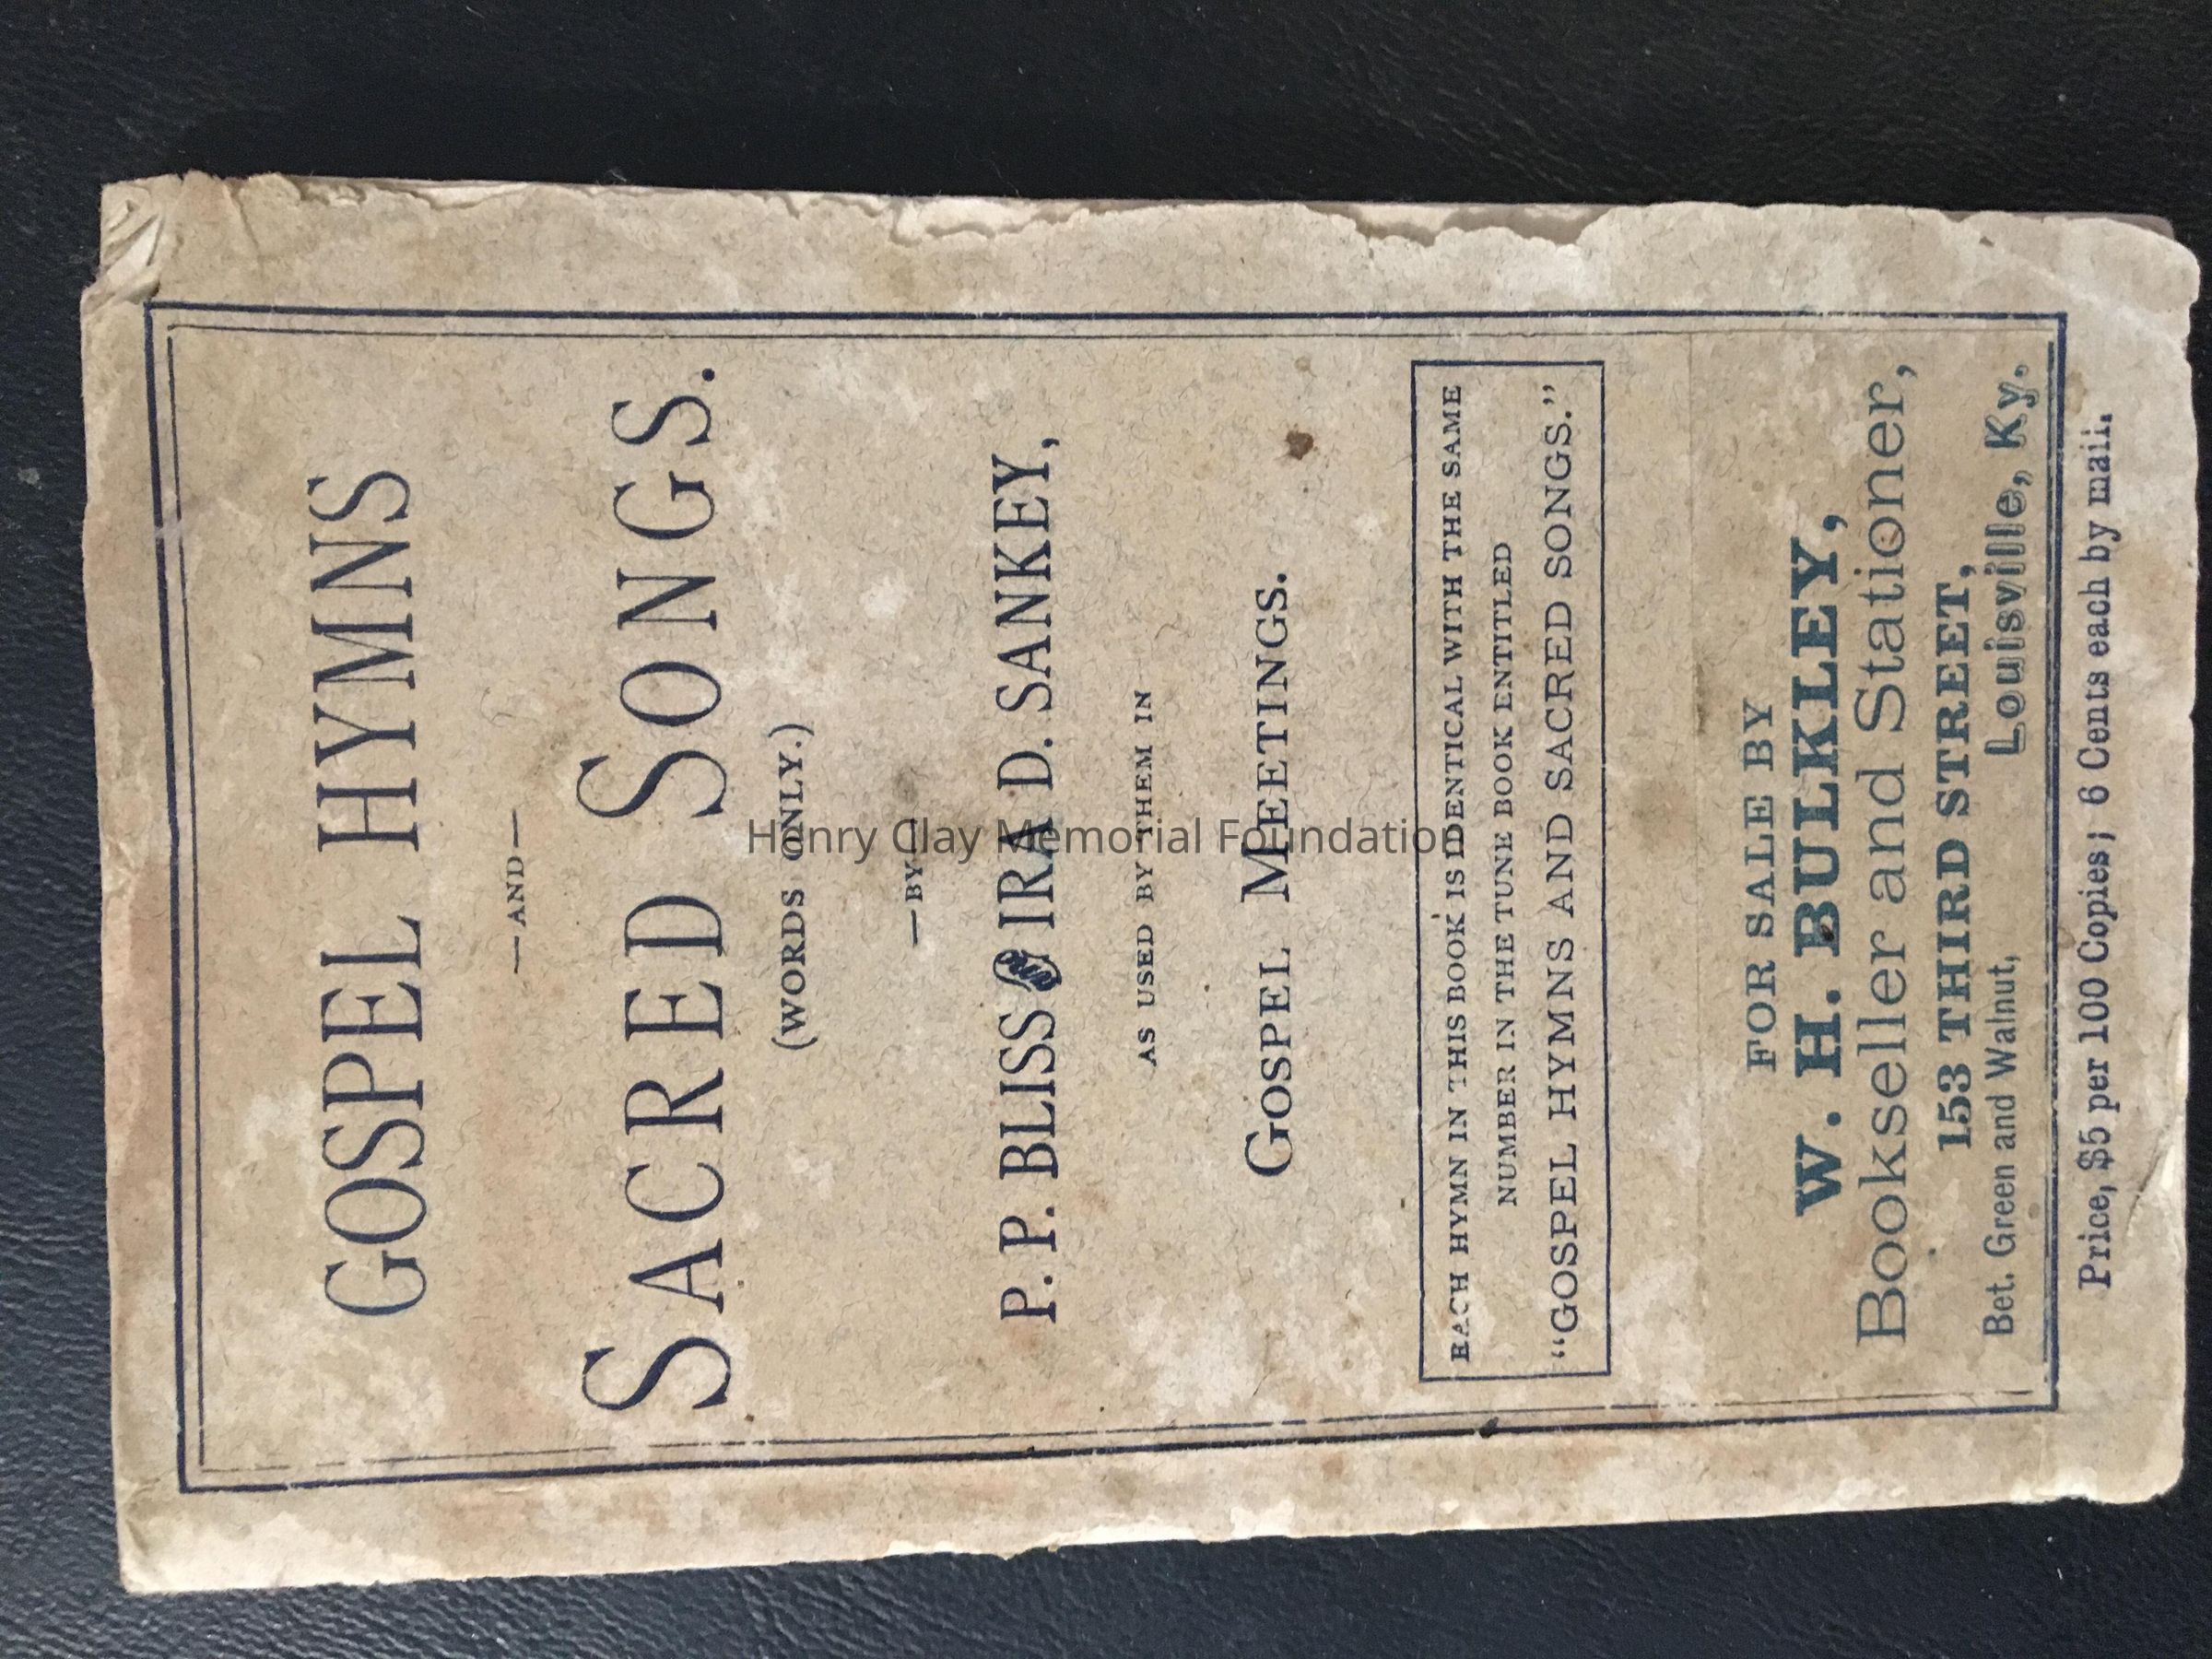 GOSPEL HYMNS
—AND—
SACRED SONGS.
(WORDS ONLY.)
—BY—
P. P. BLISS & IRA D. SANKEY,
AS USED BY THEM IN
GOSPEL MEETINGS.
EACH HYMN IN THIS BOOK IS IDENTICAL WITH THE SAME
NUMBER IN THE TUNE BOOK ENTITLED
"GOSPEL HYMNS AND SACRED SONGS."
FOR SALE BY
W. H. BULKLEY,
Bookseller and Stationer,
153 THIRD STREET,
Bet. Green and Walnut, Louisville, Ky.
Price, $5 per 100 Copies; 6 Cents each by mail.
Henry Clay Memorial Foundation